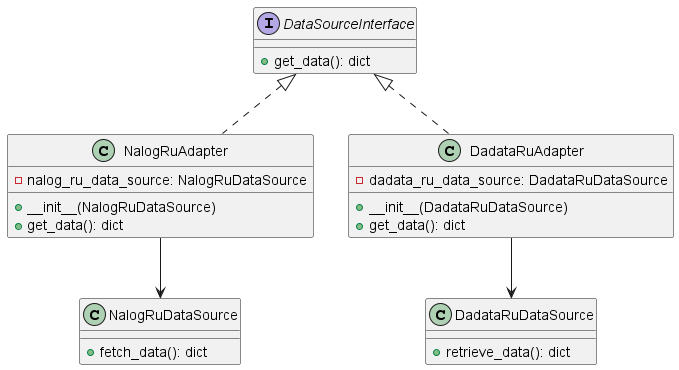 I DataSourceInterface
get_data(): dict
C NalogRuAdapter
nalog_ru_data_source: NalogRuDataSource
__init__(NalogRuDataSource)
get_data(): dict
C DadataRuAdapter
dadata_ru_data_source: DadataRuDataSource
__init__(DadataRuDataSource)
get_data(): dict
C NalogRuDataSource
fetch_data(): dict
C DadataRuDataSource
retrieve_data(): dict